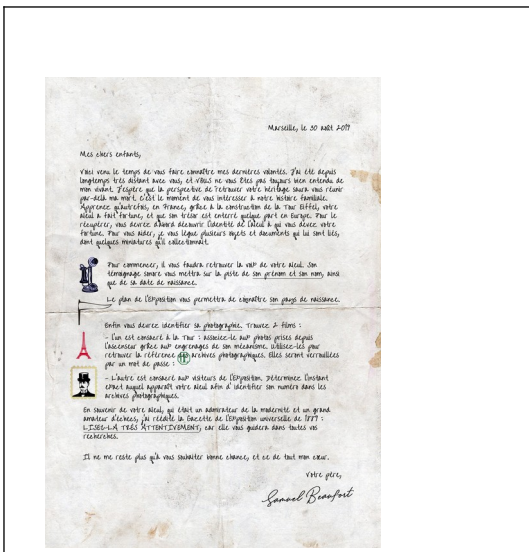 Marseille, le 30 août 2017
Mes chers enfants,
Voici venu le temps de vous faire connaître mes dernières volontés. J'ai été depuis
longtemps très distant avec vous, et vous ne vous êtes pas toujours bien entendu de
mon vivant. J'espère que la perspective de retrouver votre héritage saura vous réunir
par-delà ma mort. C'est le moment de vous intéresser à notre histoire familiale.
Apprenez qu'autrefois, en France, grâce à la construction de la Tour Eiffel, votre
aïeul a fait fortune, et que son trésor est enterré quelque part en Europe. Pour le
récupérer, vous devrez d'abord découvrir l'identité de l'aïeul à qui vous devez votre
fortune. Pour vous aider, je vous lègue plusieurs objets et documents qui lui sont liés,
dont quelques miniatures qu'il collectionnait.
Pour commencer, il vous faudra retrouver la voix de votre aïeul. Son
témoignage sonore vous mettra sur la piste de son prénom et son nom, ainsi
que de sa date de naissance.
Le plan de l'Exposition vous permettra de connaître son pays de naissance.
Enfin vous devrez identifier sa photographie. Trouvez 2 films :
- L'un est consacré à la Tour : associez-le aux photos prises depuis
l'ascenseur grâce aux engrenages de son mécanisme. Utilisez-les pour
retrouver la référence archives photographiques. Elles seront verrouillées
par un mot de passe :
- L'autre est consacré aux visiteurs de l'Exposition. Déterminez l'instant
exact auquel apparaît votre aïeul afin d'identifier son numéro dans les
archives photographiques.
En souvenir de votre aïeul, qui était un admirateur de la modernité et un grand
amateur d'échecs, j'ai réédité la Gazette de l'Exposition universelle de 1889 :
LISEZ-LA TRÈS ATTENTIVEMENT, car elle vous guidera dans toutes vos
recherches.
Il ne me reste plus qu'à vous souhaiter bonne chance, et ce de tout mon cœur.
Votre père,
Samuel Beaufort